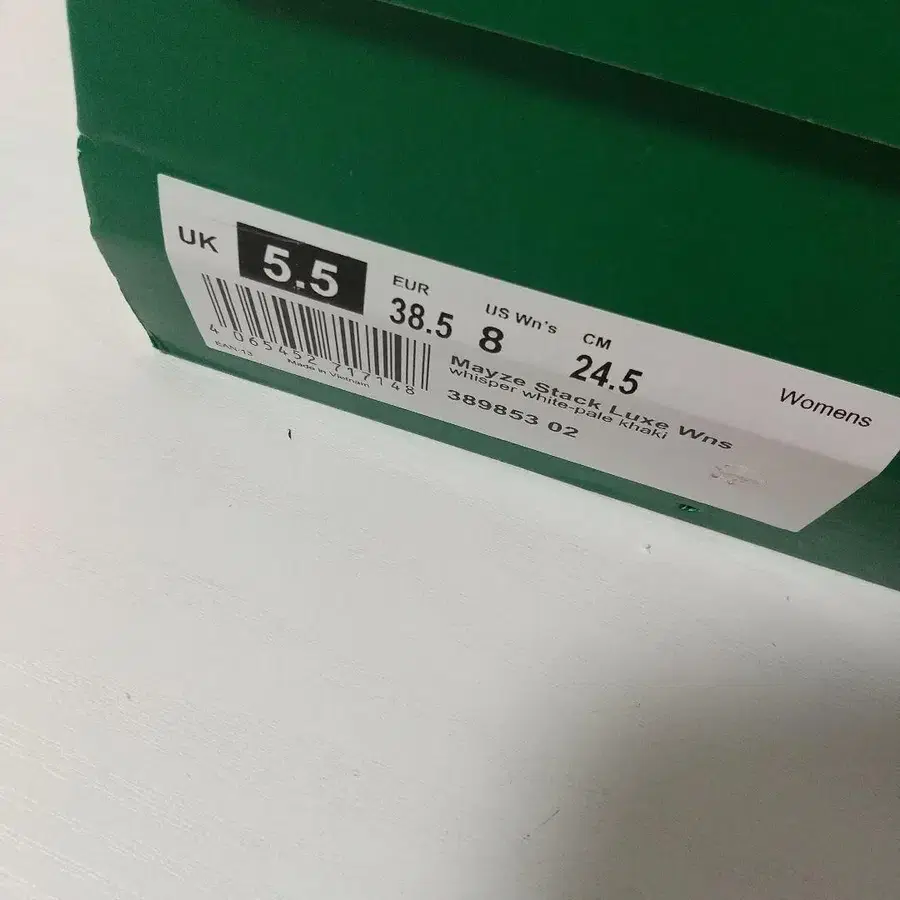 UK 5.5
EUR 38.5
US Wn's 8
CM 24.5
Womens
4 065452 717148
EAN-13
Made in Vietnam
Mayze Stack Luxe Wns
whisper white-pale khaki
389853 02